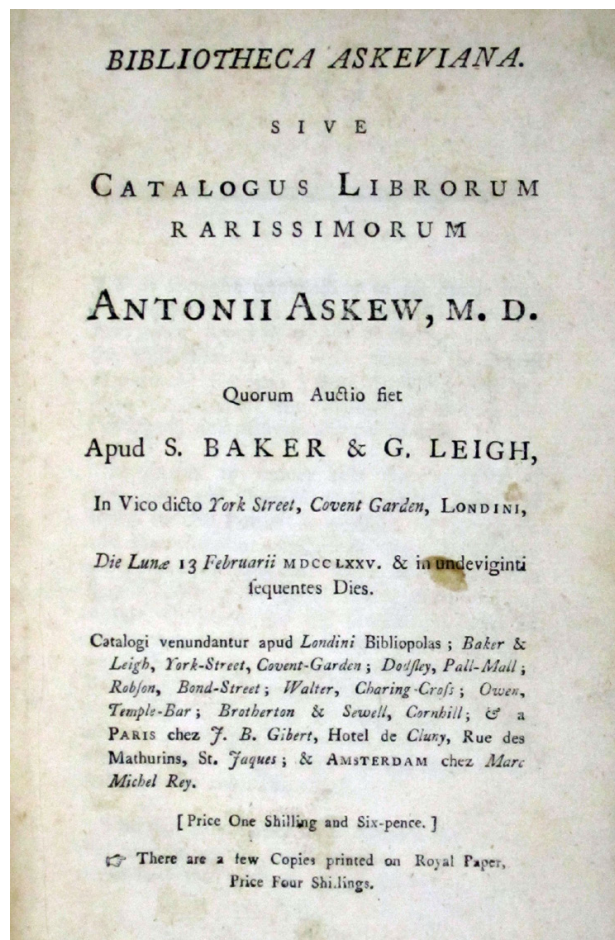 BIBLIOTHECA ASKEVIANA.
SIVE
CATALOGUS LIBRORUM
RARISSIMORUM
ANTONII ASKEW, M. D.
Quorum Auctio fiet
Apud S. BAKER & G. LEIGH,
In Vico dicto York Street, Covent Garden, LONDINI,
Die Lunæ 13 Februarii MDCCLXXV. & in undeviginti
ſequentes Dies.
Catalogi venundantur apud Londini Bibliopolas ; Baker &
Leigh, York-Street, Covent-Garden ; Dodſley, Pall-Mall ;
Robſon, Bond-Street ; Walter, Charing-Croſs ; Owen,
Temple-Bar ; Brotherton & Sewell, Cornhill ; & a
PARIS chez J. B. Gibert, Hotel de Cluny, Rue des
Mathurins, St. Jaques ; & AMSTERDAM chez Marc
Michel Rey.
[ Price One Shilling and Six-pence. ]
☞ There are a few Copies printed on Royal Paper,
Price Four Shillings.